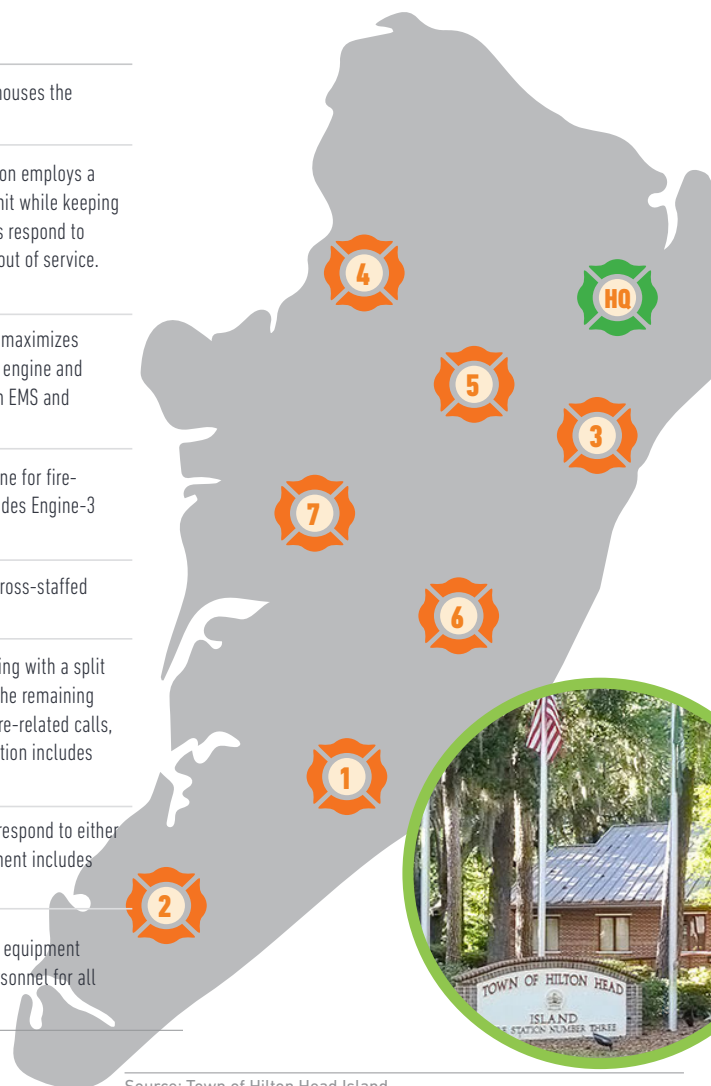 houses the
on employs a
nit while keeping
s respond to
out of service.
maximizes
engine and
n EMS and
ne for fire-
des Engine-3
ross-staffed
ing with a split
he remaining
re-related calls,
tion includes
respond to either
ment includes
equipment
sonnel for all
4
HQ
5
3
7
6
1
2
TOWN OF HILTON HEAD
ISLAND
E STATION NUMBER THREE
Source: Town of Hilton Head Island